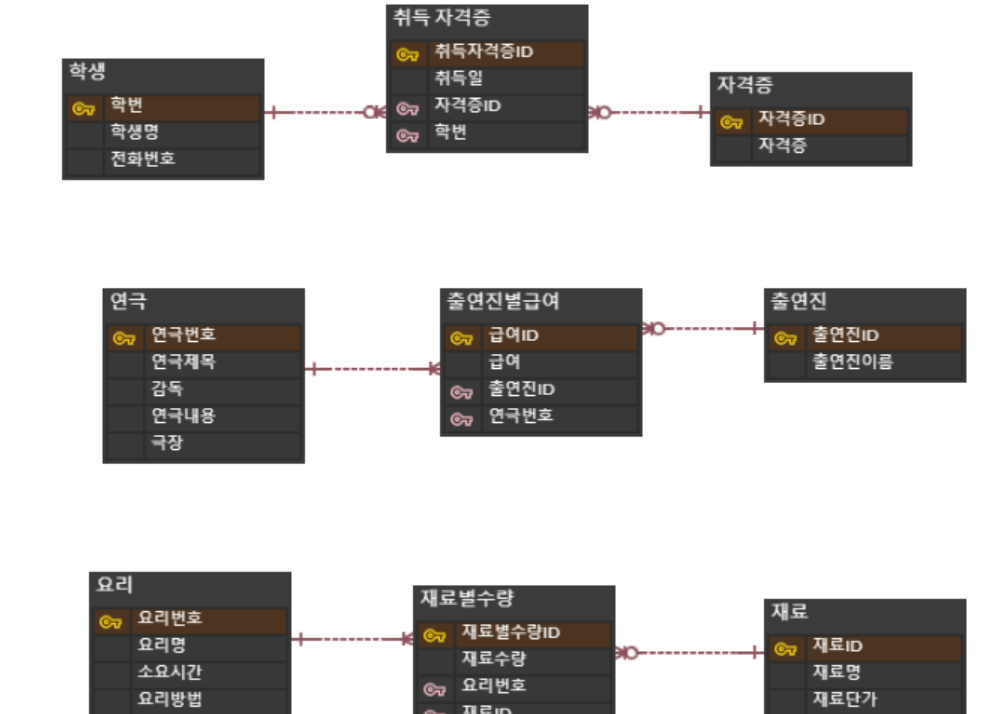 취득 자격증
취득자격증ID
취득일
자격증ID
학번
학생
학번
학생명
전화번호
자격증
자격증ID
자격증
연극
연극번호
연극제목
감독
연극내용
극장
출연진별급여
급여ID
급여
출연진ID
연극번호
출연진
출연진ID
출연진이름
요리
요리번호
요리명
소요시간
요리방법
재료별수량
재료별수량ID
재료수량
요리번호
재료ID
재료
재료ID
재료명
재료단가